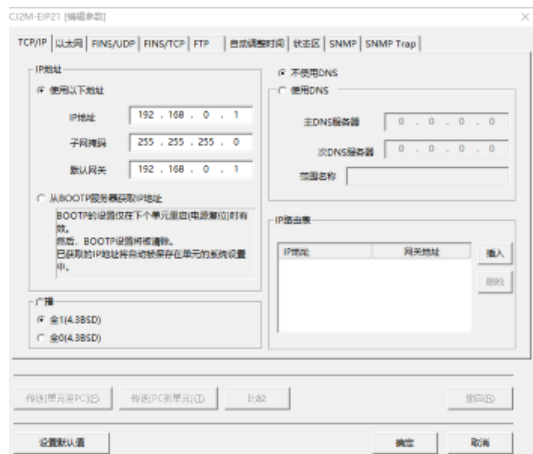 CJ2M-EIP21 [编辑参数]
TCP/IP 以太网 FINS/UDP FINS/TCP FTP 自动调整时间 状态区 SNMP SNMP Trap
IP地址
使用以下地址
IP地址 192 . 168 . 0 . 1
子网掩码 255 . 255 . 255 . 0
默认网关 192 . 168 . 0 . 1
从BOOTP服务器获取IP地址
BOOTP的设置仅在下个单元重启(电源复位)时有
效。
然后，BOOTP设置将被清除。
已获取的IP地址将自动被保存在单元的系统设置
中。
广播
全1(4.3BSD)
全0(4.3BSD)
不使用DNS
使用DNS
主DNS服务器 0 . 0 . 0 . 0
次DNS服务器 0 . 0 . 0 . 0
范围名称
IP路由表
IP地址 网关地址
插入
删除
传送[单元至PC](F) 传送[PC到单元](T) 比较 重启(R)
设置默认值 确定 取消